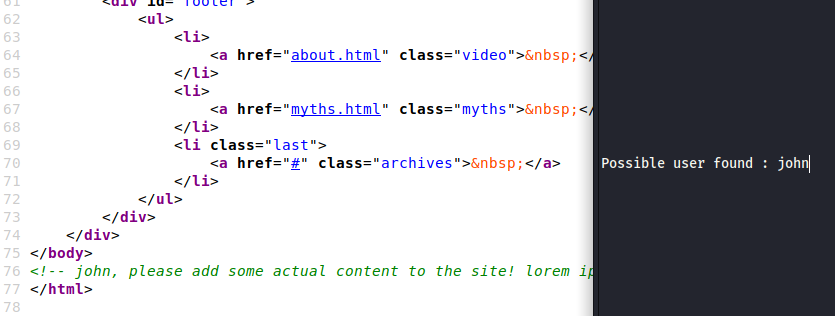 61 <div id="footer">
62 <ul>
63 <li>
64 <a href="about.html" class="video">&nbsp;</
65 </li>
66 <li>
67 <a href="myths.html" class="myths">&nbsp;</
68 </li>
69 <li class="last">
70 <a href="#" class="archives">&nbsp;</a>
71 </li>
72 </ul>
73 </div>
74 </div>
75 </body>
76 <!-- john, please add some actual content to the site! lorem ip
77 </html>
78
Possible user found : john